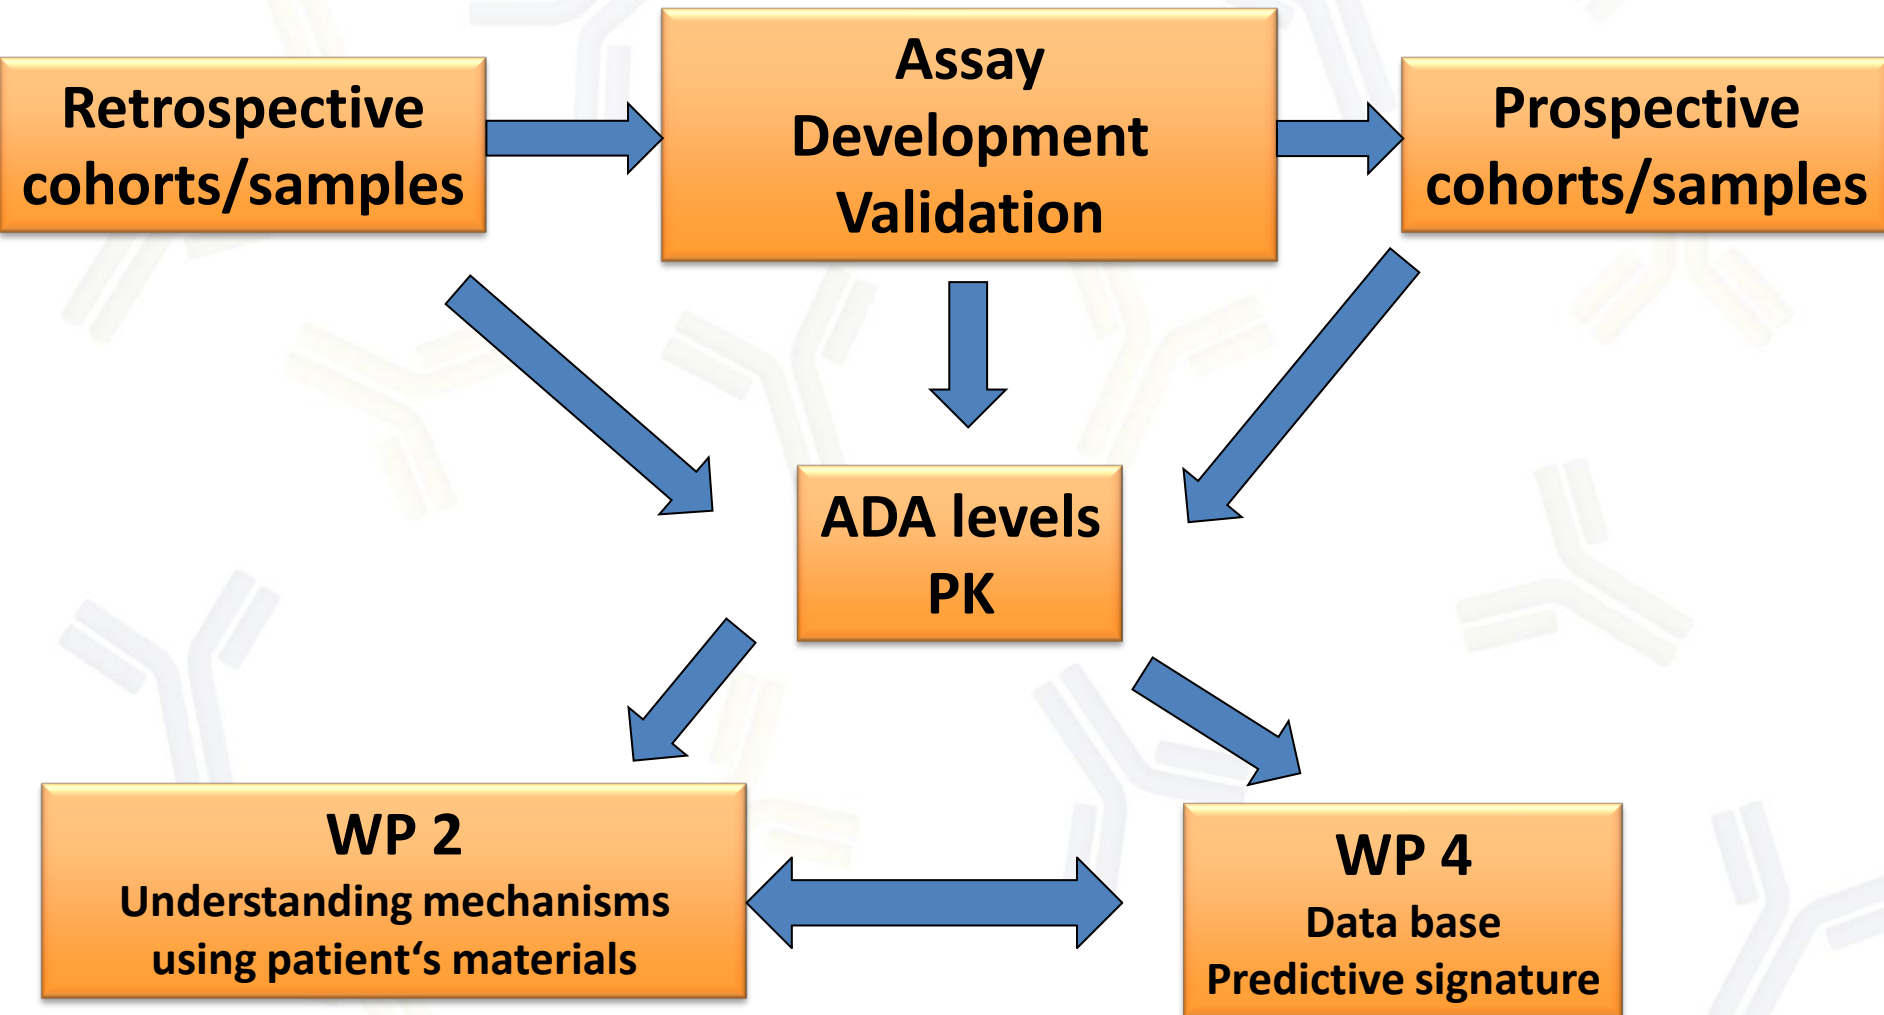 Retrospective
cohorts/samples
Assay
Development
Validation
Prospective
cohorts/samples
ADA levels
PK
WP 2
Understanding mechanisms
using patient‘s materials
WP 4
Data base
Predictive signature